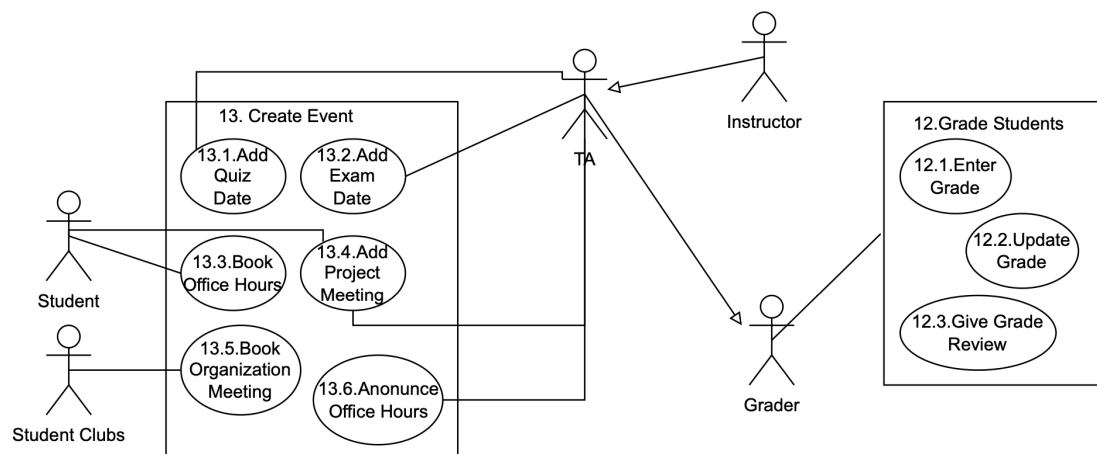 Instructor
TA
13. Create Event
13.1.Add
Quiz
Date
13.2.Add
Exam
Date
Student
13.3.Book
Office Hours
13.4.Add
Project
Meeting
Student Clubs
13.5.Book
Organization
Meeting
13.6.Anonunce
Office Hours
Grader
12.Grade Students
12.1.Enter
Grade
12.2.Update
Grade
12.3.Give Grade
Review